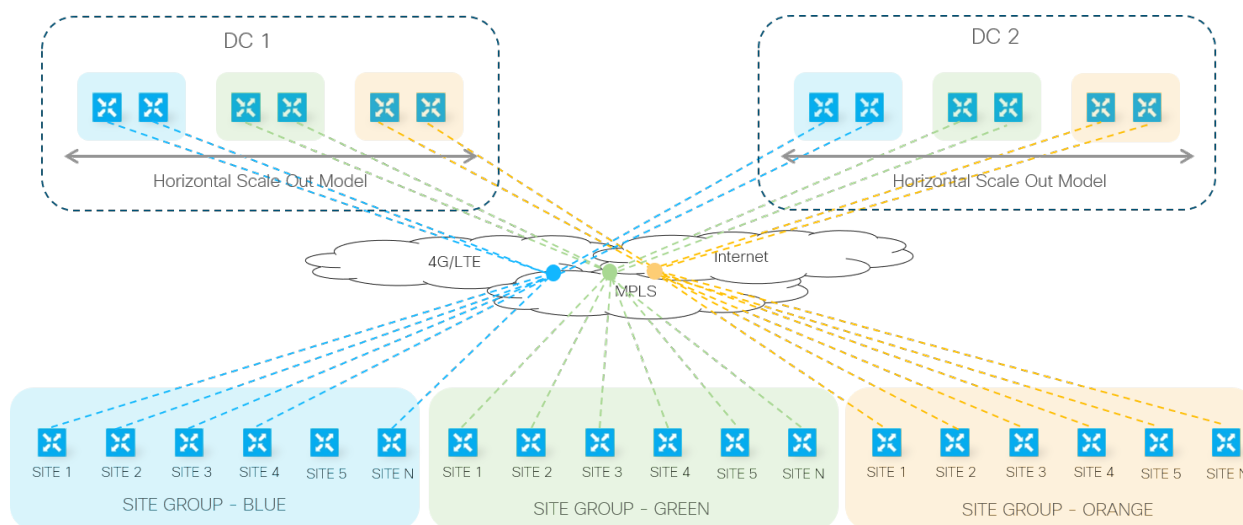 DC 1
DC 2
Horizontal Scale Out Model
Horizontal Scale Out Model
4G/LTE
Internet
MPLS
SITE 1 SITE 2 SITE 3 SITE 4 SITE 5 SITE N
SITE 1 SITE 2 SITE 3 SITE 4 SITE 5 SITE N
SITE 1 SITE 2 SITE 3 SITE 4 SITE 5 SITE N
SITE GROUP - BLUE
SITE GROUP - GREEN
SITE GROUP - ORANGE